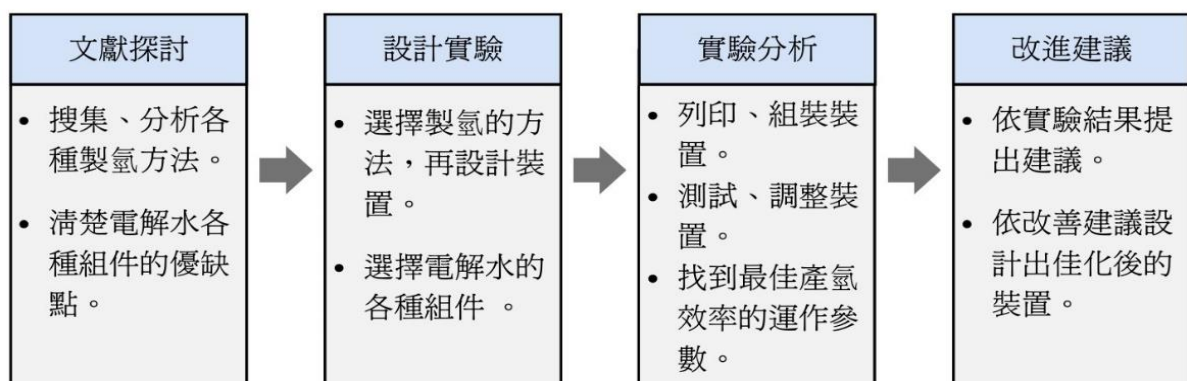 文獻探討
• 搜集、分析各
種製氫方法。
• 清楚電解水各
種組件的優缺
點。
設計實驗
• 選擇製氫的方
法，再設計裝
置。
• 選擇電解水的
各種組件 。
實驗分析
• 列印、組裝裝
置。
• 測試、調整裝
置。
• 找到最佳產氫
效率的運作參
數。
改進建議
• 依實驗結果提
出建議。
• 依改善建議設
計出佳化後的
裝置。